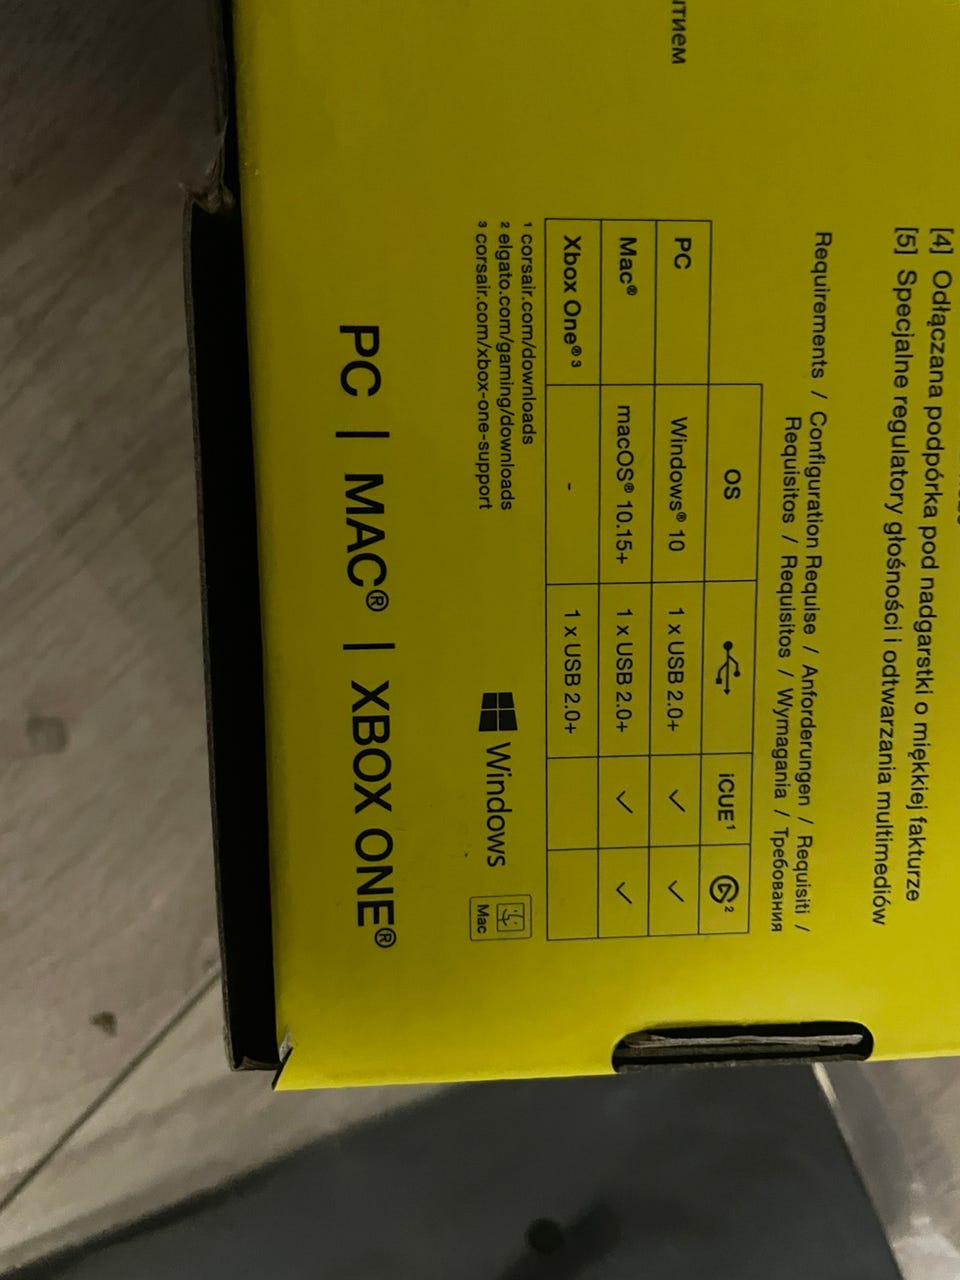 [4] Odłączana podpórka pod nadgarstki o miękkiej fakturze
[5] Specjalne regulatory głośności i odtwarzania multimediów
Requirements / Configuration Requise / Anforderungen / Requisiti /
Requisitos / Requisitos / Wymagania / Требования
OS iCUE¹ ²
PC Windows® 10 1 x USB 2.0+ ✓ ✓
Mac® macOS® 10.15+ 1 x USB 2.0+ ✓ ✓
Xbox One®³ - 1 x USB 2.0+
¹ corsair.com/downloads
² elgato.com/gaming/downloads
³ corsair.com/xbox-one-support
Windows
Mac
PC | MAC® | XBOX ONE®